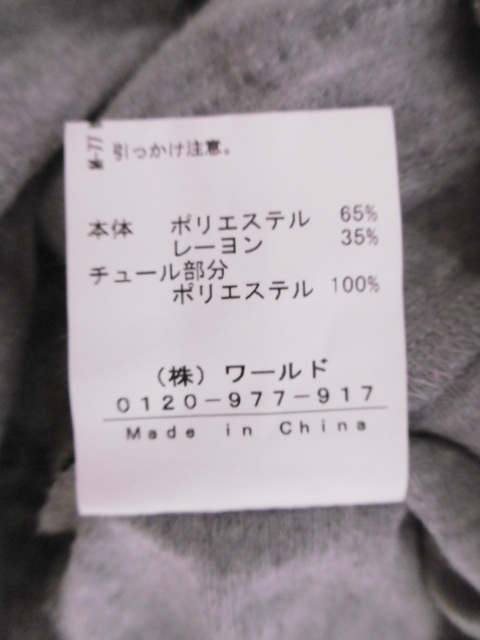 引っかけ注意。
本体 ポリエステル 65%
レーヨン 35%
チュール部分
ポリエステル 100%
(株) ワールド
0120-977-917
Made in China